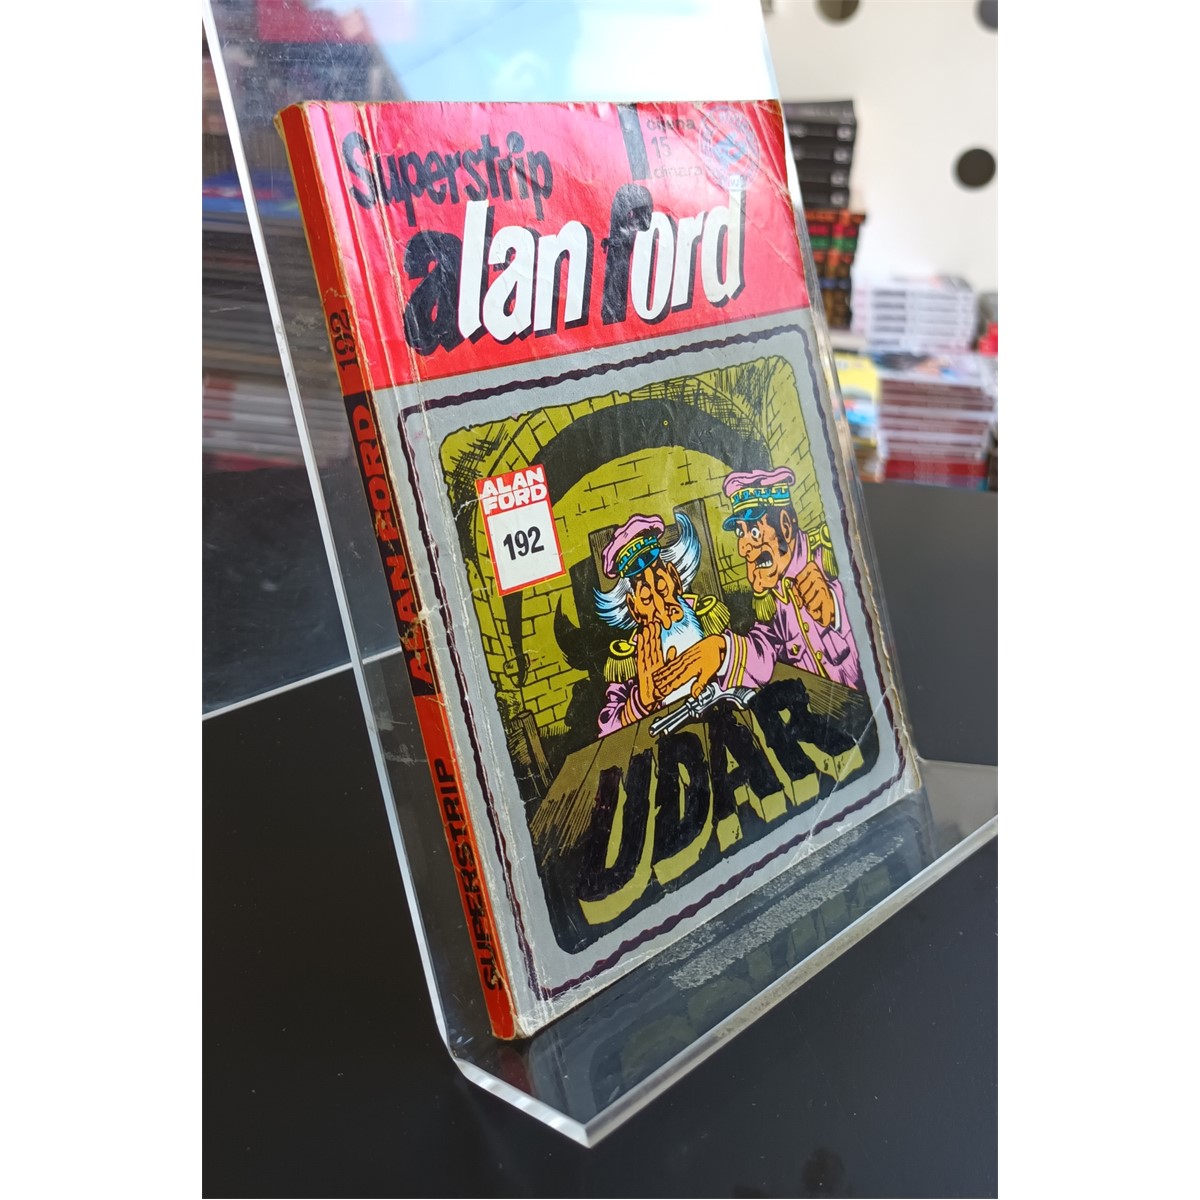 Superstrip
cijena
15
dinara
alan ford
ALAN
FORD
192
UDAR
SUPERSTRIP ALAN FORD 192